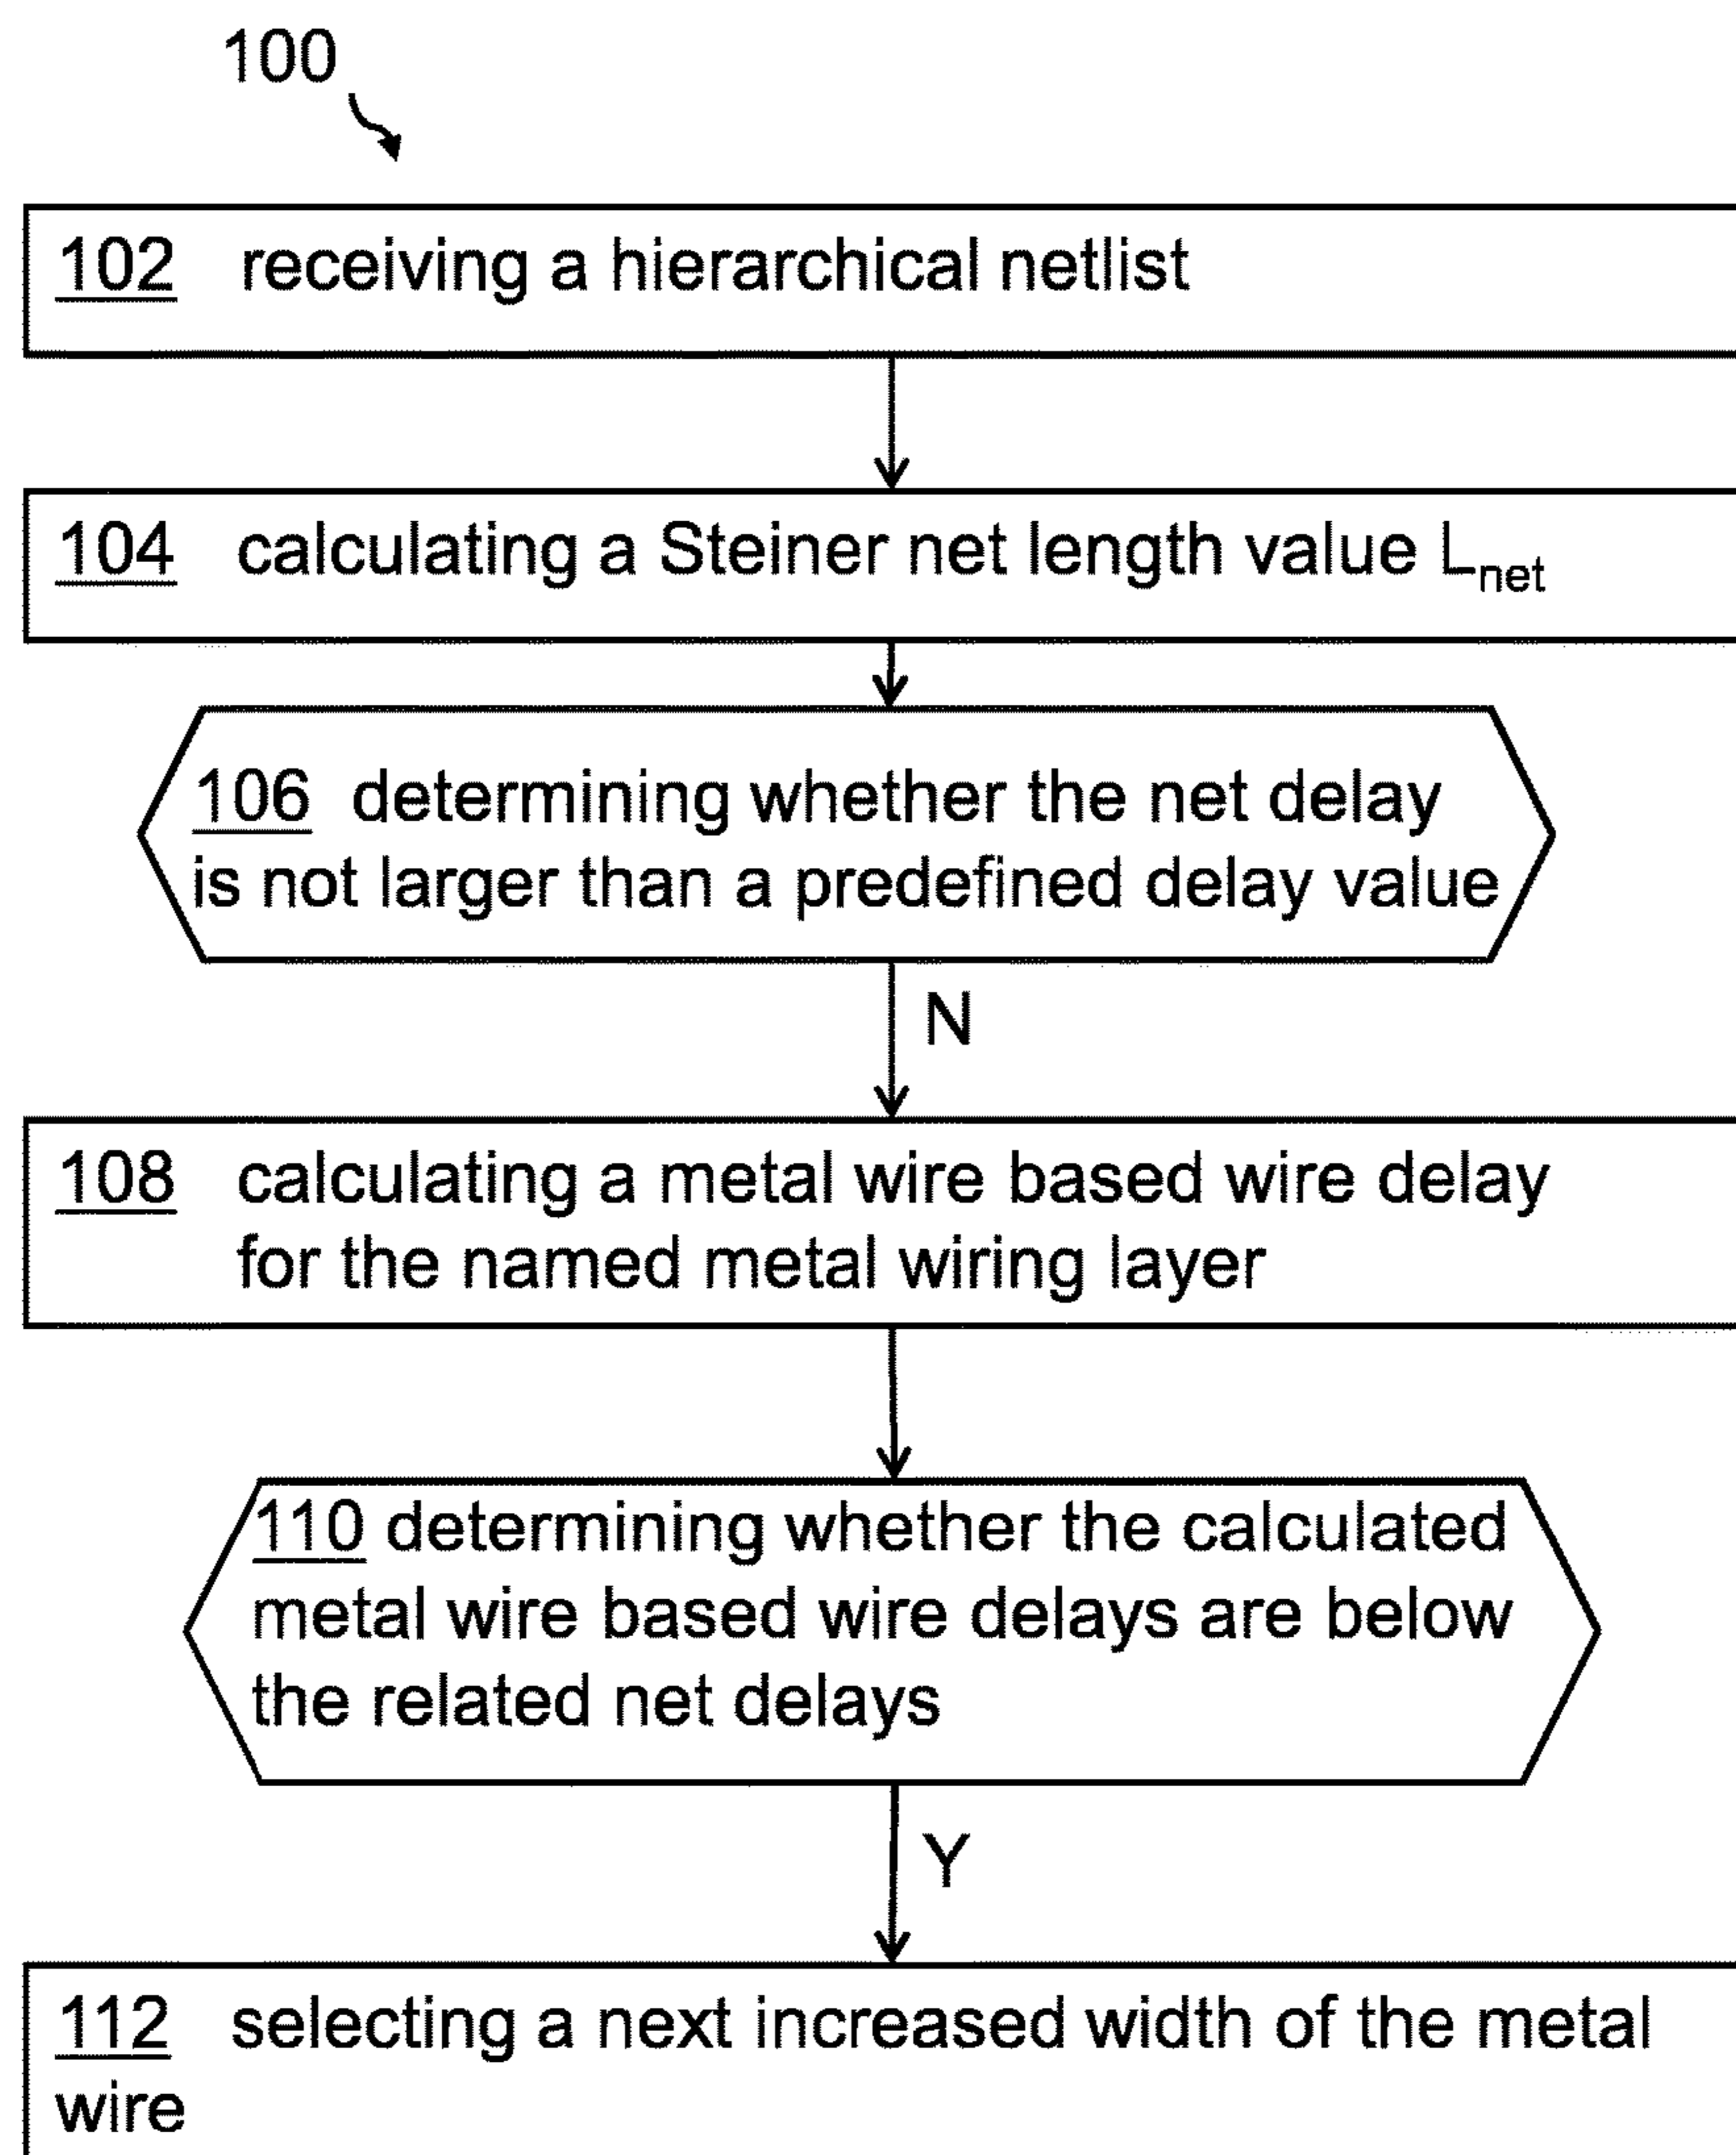 100
102 receiving a hierarchical netlist
104 calculating a Steiner net length value Lnet
106 determining whether the net delay
is not larger than a predefined delay value
N
108 calculating a metal wire based wire delay
for the named metal wiring layer
110 determining whether the calculated
metal wire based wire delays are below
the related net delays
Y
112 selecting a next increased width of the metal
wire